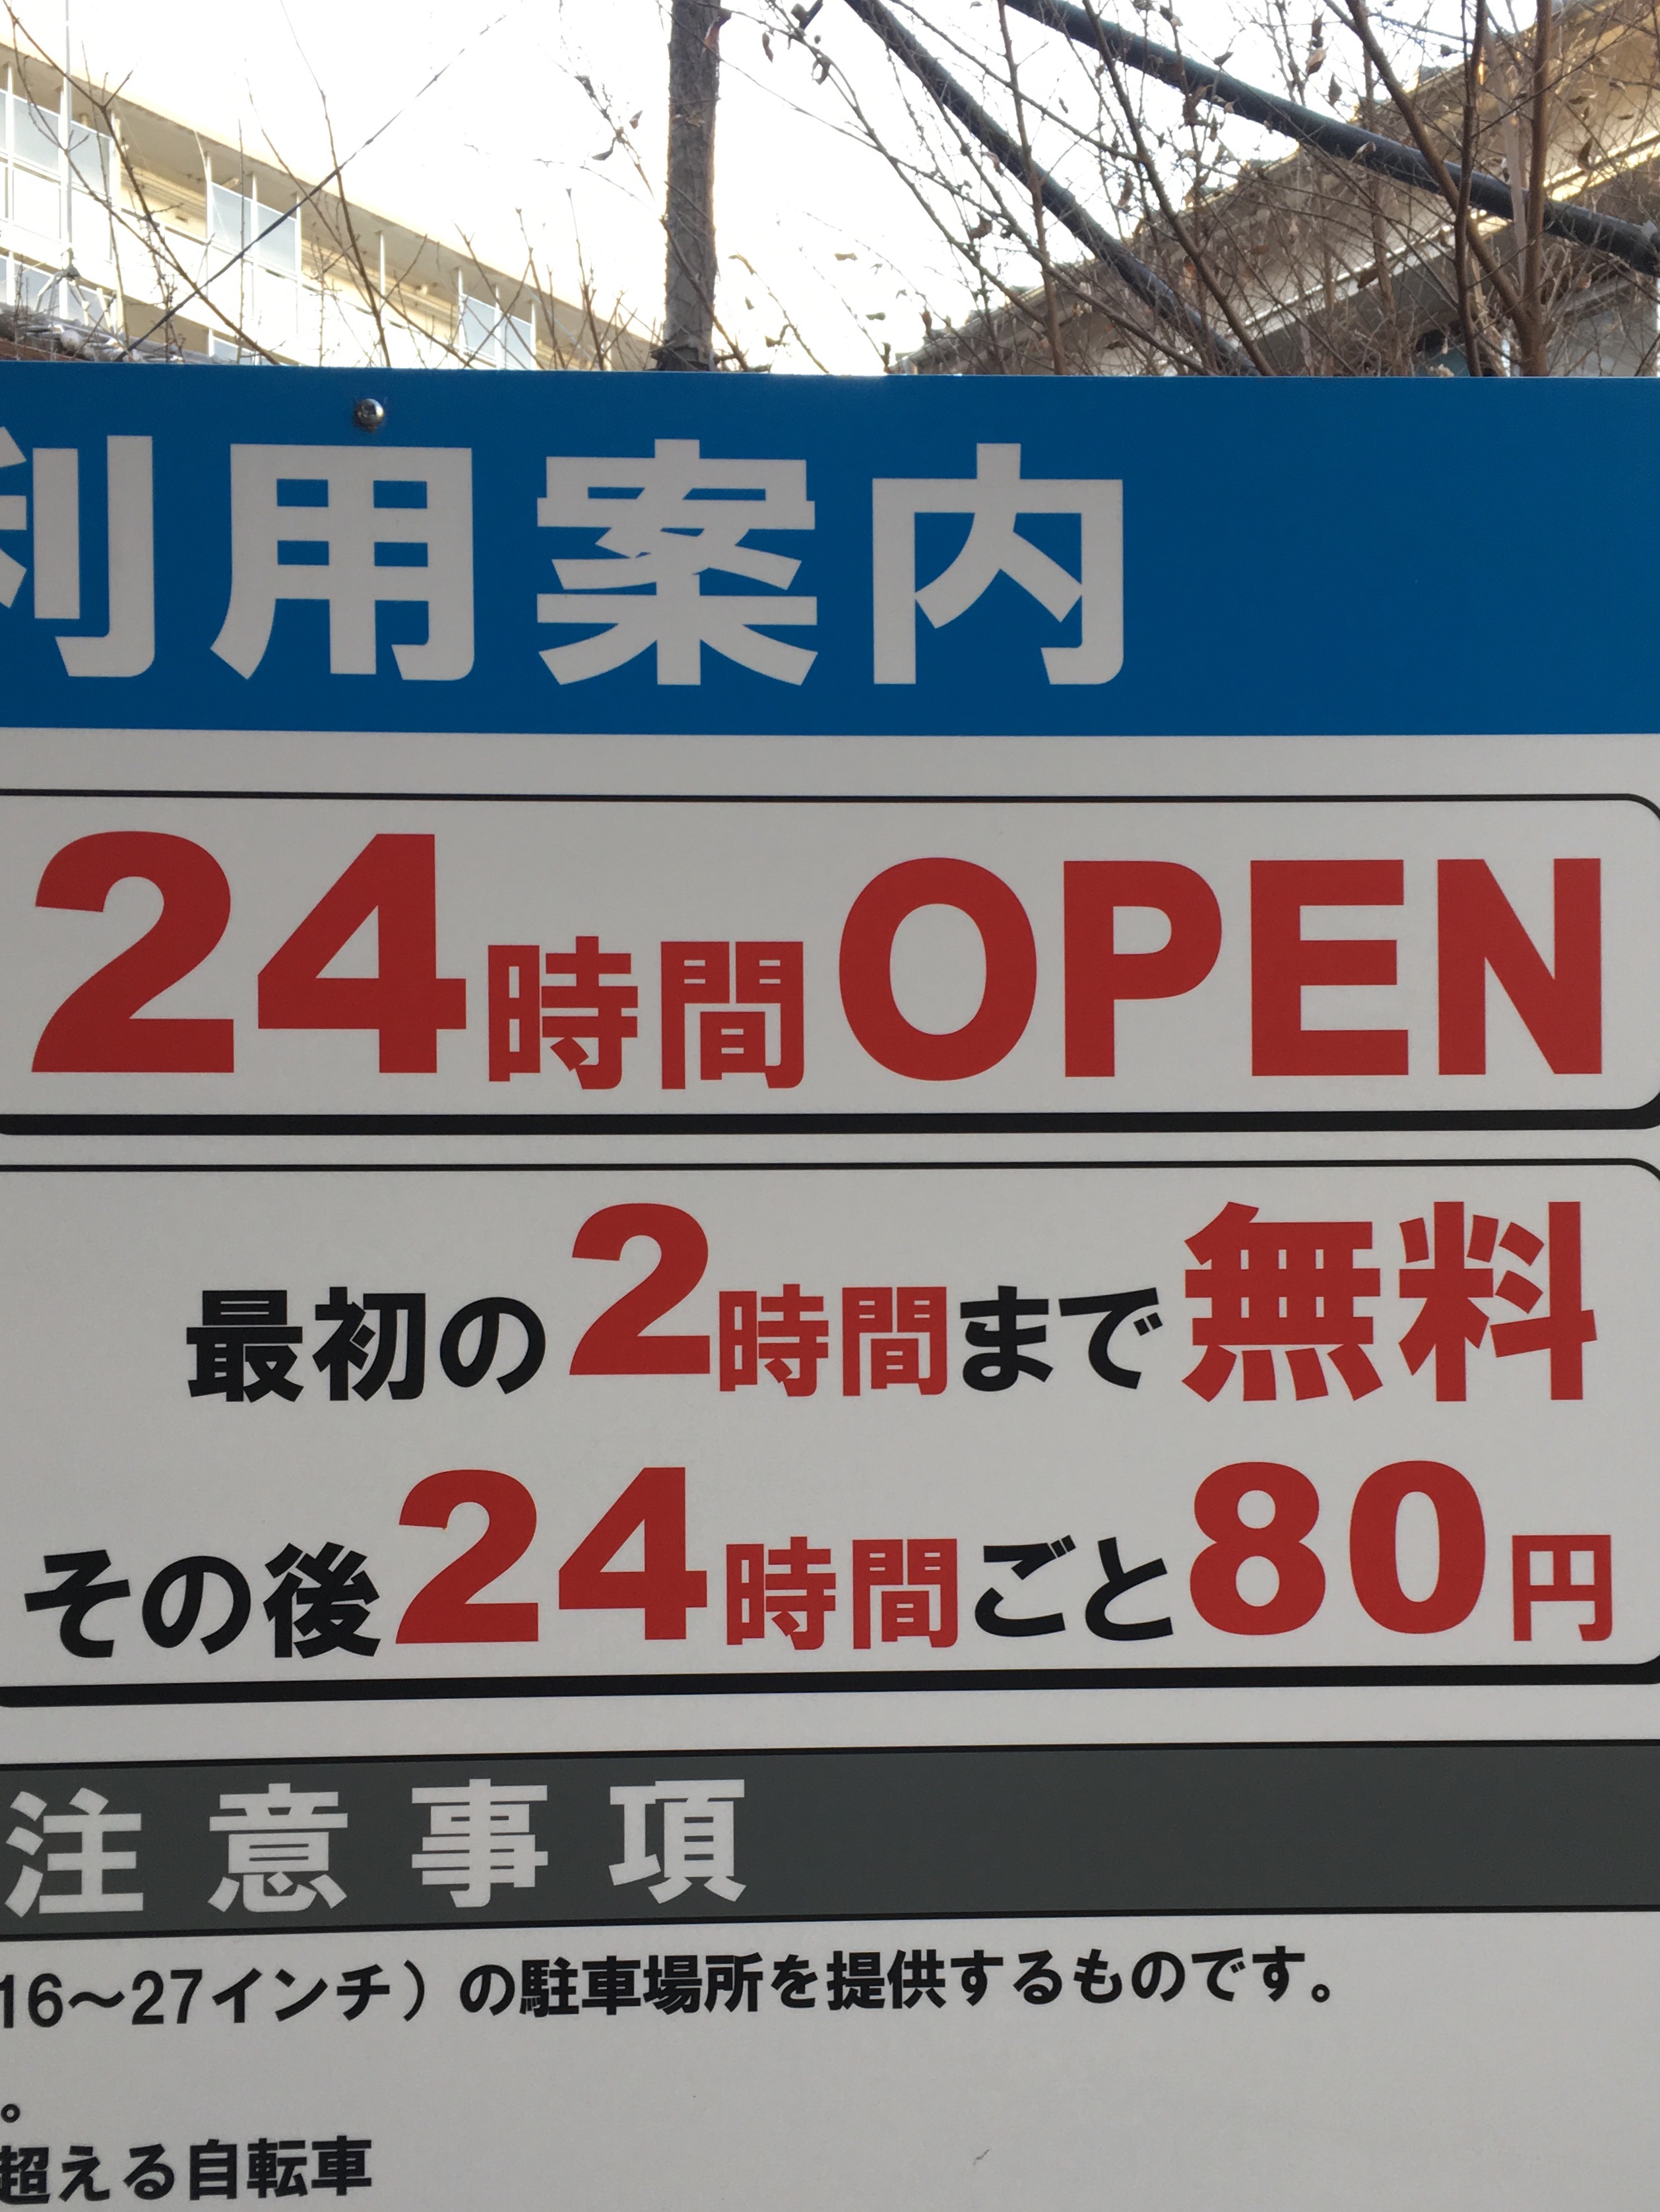 利用案内
24時間OPEN
最初の2時間まで無料
その後24時間ごと80円
注意事項
16～27インチ）の駐車場所を提供するものです。
。
超える自転車